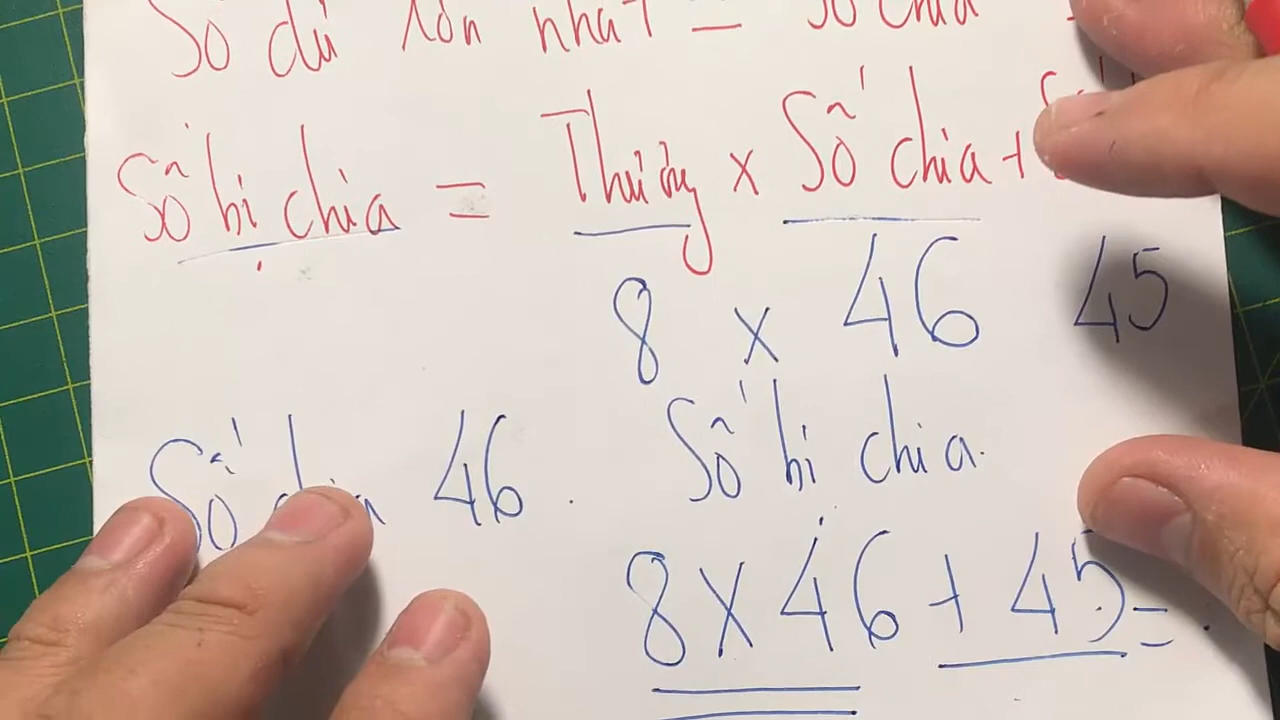 Số dư lớn nhất = Số chia
Số bị chia = Thương x Số chia +
8 x 46 45
Số chia 46. Số bị chia.
8 x 46 + 45 =